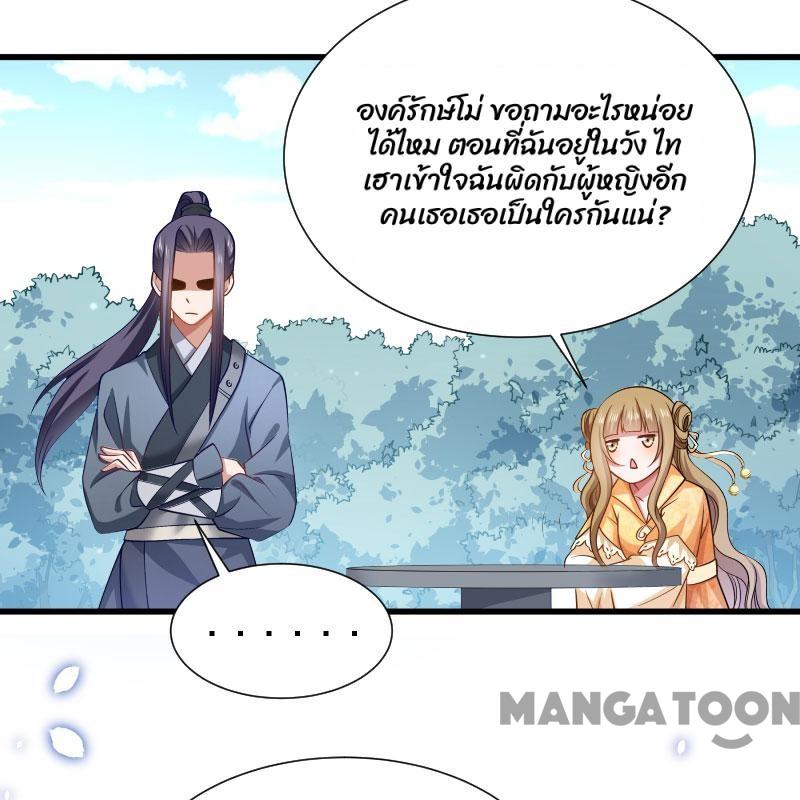 องค์รักษ์โม่ ขอถามอะไรหน่อย
ได้ไหม ตอนที่ฉันอยู่ในวัง ไท
เฮาเข้าใจฉันผิดกับผู้หญิงอีก
คนเธอเธอเป็นใครกันแน่?
......
MANGATOON